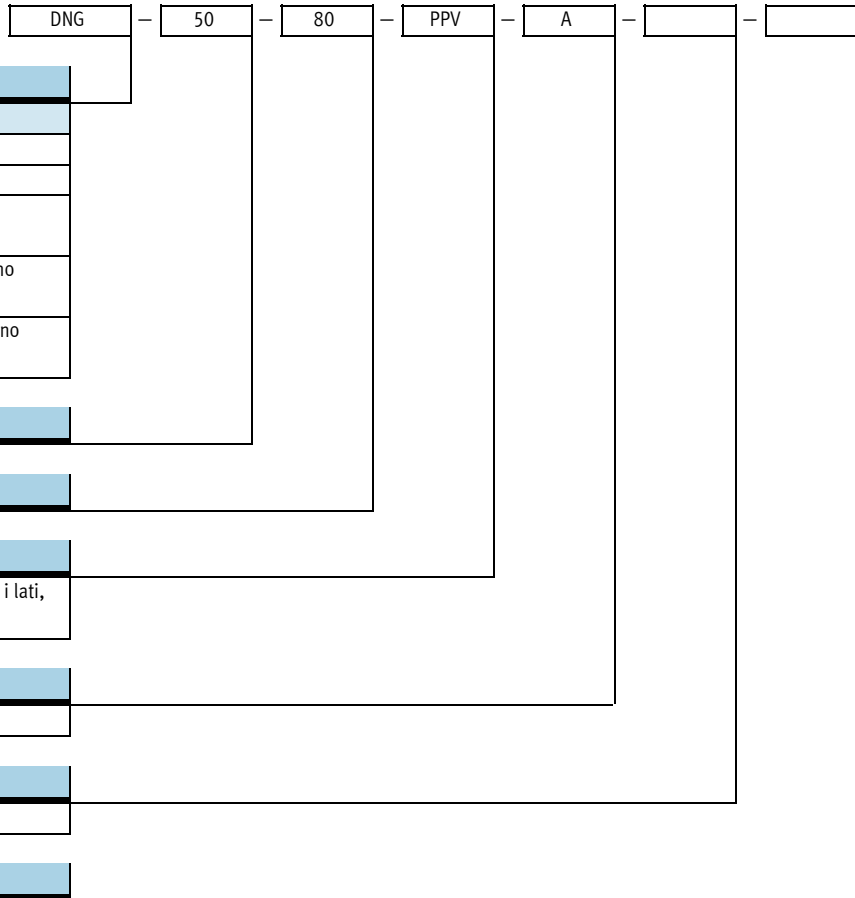 DNG – 50 – 80 – PPV – A – –
no
no
i lati,